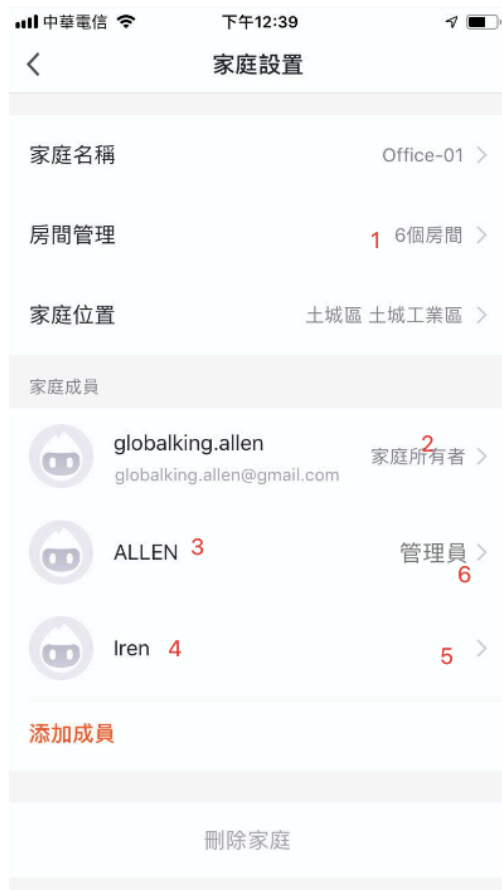 中華電信 下午12:39
家庭設置
家庭名稱 Office-01
房間管理 1 6個房間
家庭位置 土城區 土城工業區
家庭成員
globalking.allen
globalking.allen@gmail.com
2 家庭所有者
ALLEN 3 管理員 6
Iren 4 5
添加成員
刪除家庭